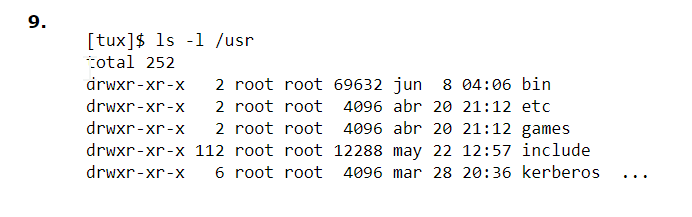 9.
[tux]$ ls -l /usr
total 252
drwxr-xr-x   2 root root 69632 jun  8 04:06 bin
drwxr-xr-x   2 root root  4096 abr 20 21:12 etc
drwxr-xr-x   2 root root  4096 abr 20 21:12 games
drwxr-xr-x 112 root root 12288 may 22 12:57 include
drwxr-xr-x   6 root root  4096 mar 28 20:36 kerberos  ...